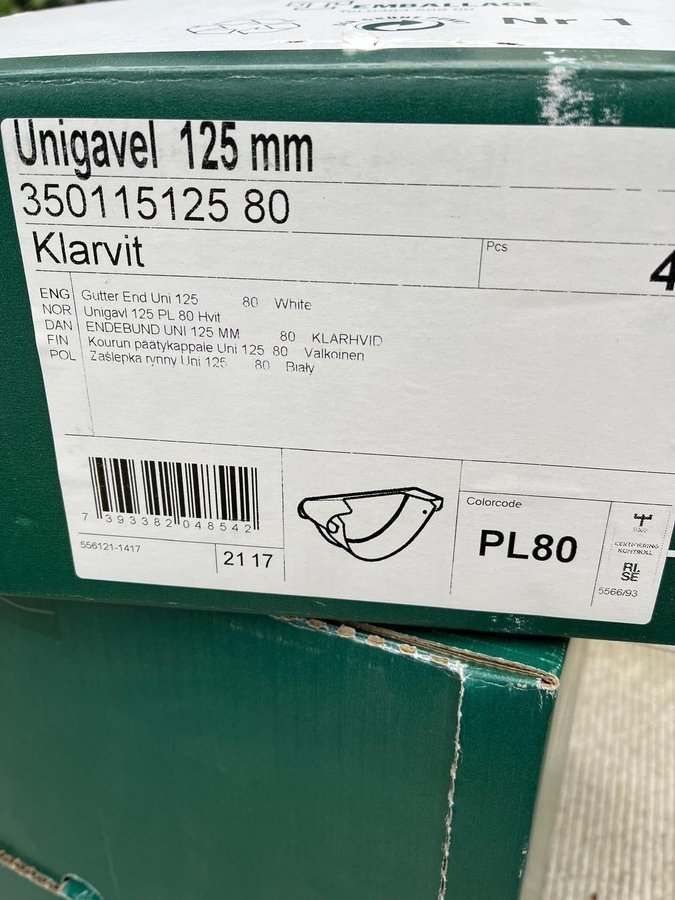 EMBALLAGE
Nr 1
Unigavel 125 mm
350115125 80
Klarvit
Pcs
4
ENG Gutter End Uni 125 80 White
NOR Unigavl 125 PL 80 Hvit
DAN ENDEBUND UNI 125 MM 80 KLARHVID
FIN Kourun päätykappale Uni 125 80 Valkoinen
POL Zaślepka rynny Uni 125 80 Biały
7 393382 048542
556121-1417
21 17
Colorcode
PL80
CERTIFIERING
KONTROLL
RI.
SE
5566/93